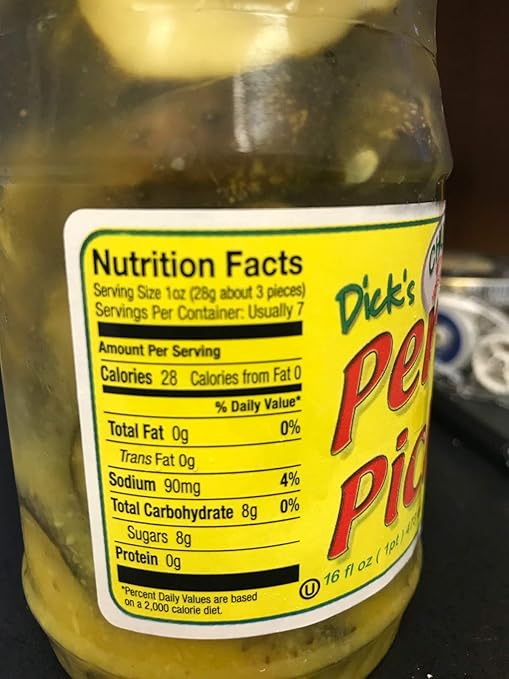 Nutrition Facts
Serving Size 1oz (28g about 3 pieces)
Servings Per Container: Usually 7
Amount Per Serving
Calories 28 Calories from Fat 0
% Daily Value*
Total Fat 0g 0%
Trans Fat 0g
Sodium 90mg 4%
Total Carbohydrate 8g 0%
Sugars 8g
Protein 0g
*Percent Daily Values are based
on a 2,000 calorie diet.
Dick's
Pe
Pic
U 16 fl oz ( 1pt )